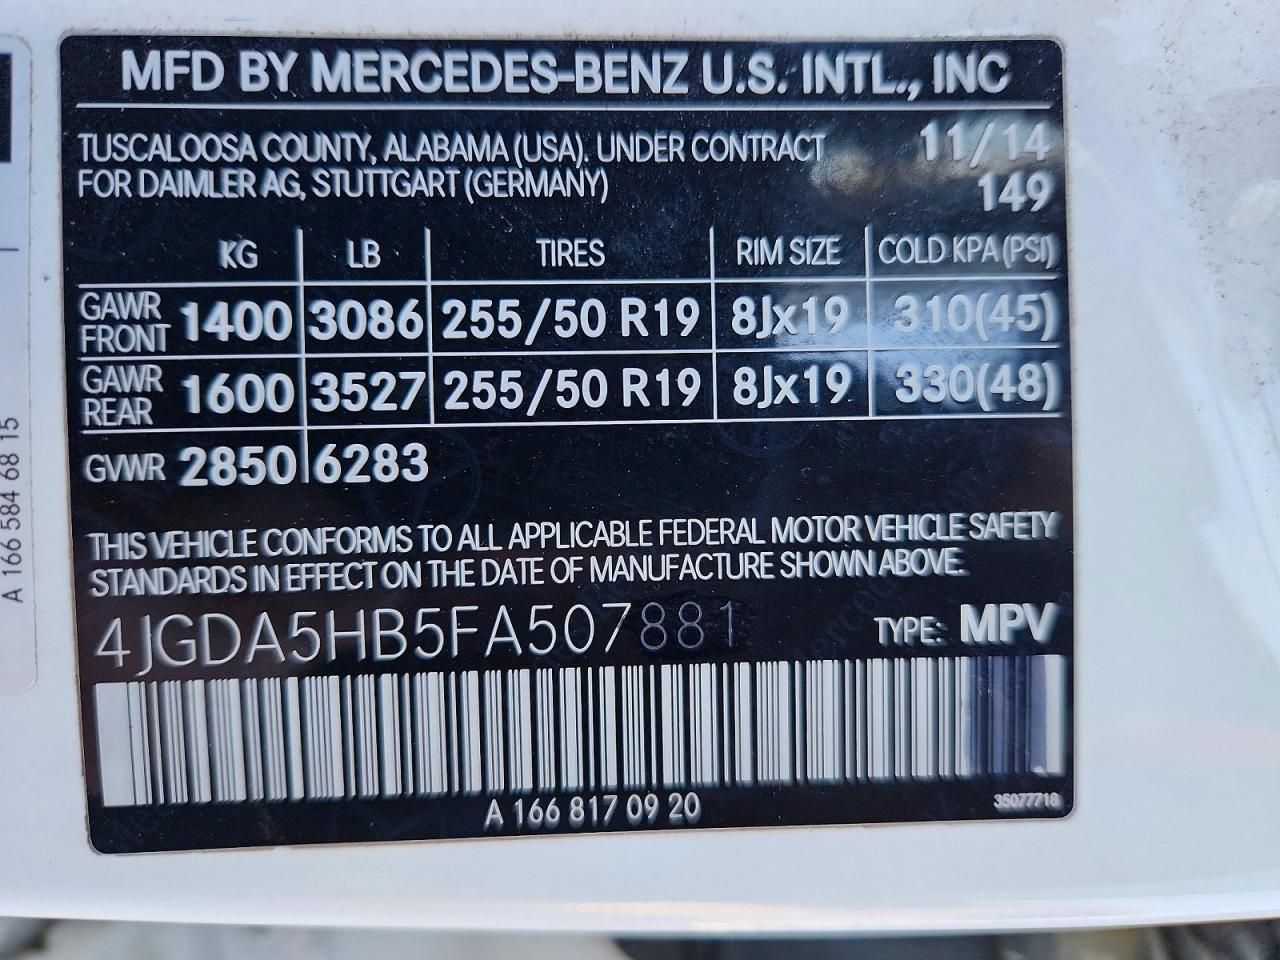 MFD BY MERCEDES-BENZ U.S. INTL., INC
TUSCALOOSA COUNTY, ALABAMA (USA). UNDER CONTRACT 11/14
FOR DAIMLER AG, STUTTGART (GERMANY) 149
KG LB TIRES RIM SIZE COLD KPA (PSI)
GAWR FRONT 1400 3086 255/50 R19 8Jx19 310(45)
GAWR REAR 1600 3527 255/50 R19 8Jx19 330(48)
GVWR 2850 6283
THIS VEHICLE CONFORMS TO ALL APPLICABLE FEDERAL MOTOR VEHICLE SAFETY
STANDARDS IN EFFECT ON THE DATE OF MANUFACTURE SHOWN ABOVE.
4JGDA5HB5FA507881 TYPE: MPV
A 166 817 09 20 35077718
A 166 584 68 15